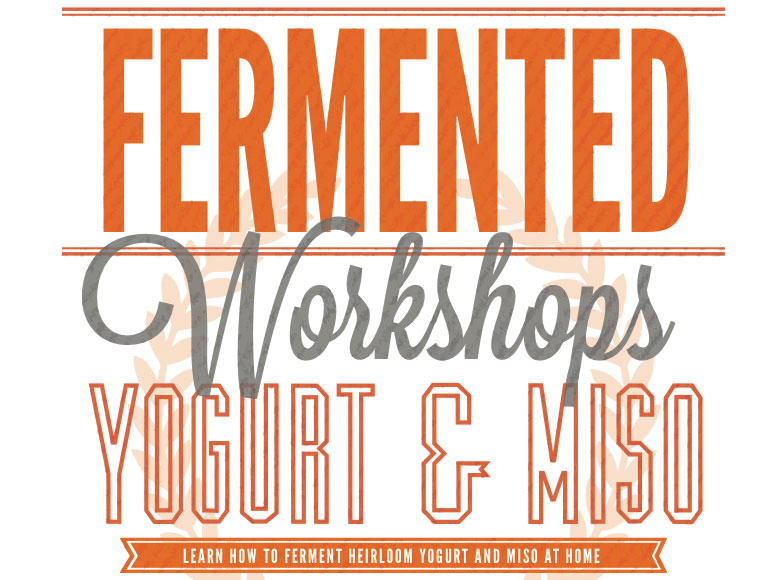 FERMENTED
Workshops
YOGURT & MISO
LEARN HOW TO FERMENT HEIRLOOM YOGURT AND MISO AT HOME